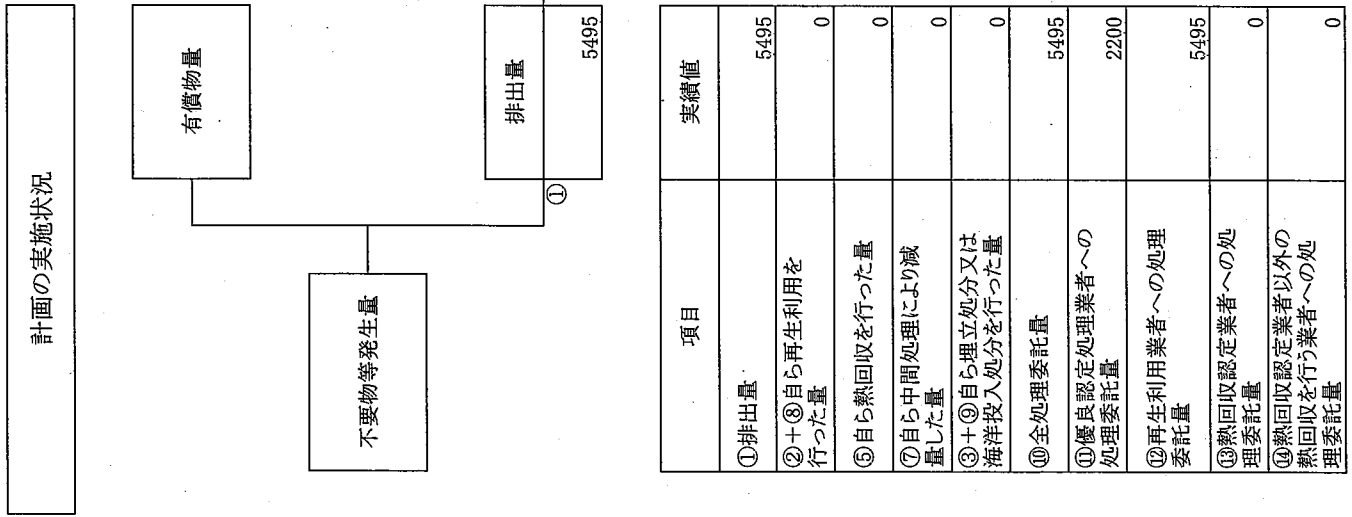 計画の実施状況
有償物量
不要物等発生量
排出量
①
5495
項目
実績値
①排出量
5495
②+⑧自ら再生利用を
行った量
0
⑤自ら熱回収を行った量
0
⑦自ら中間処理により減
量した量
0
③+⑨自ら埋立処分又は
海洋投入処分を行った量
0
⑩全処理委託量
5495
⑪優良認定処理業者への
処理委託量
2200
⑫再生利用業者への処理
委託量
5495
⑬熱回収認定業者への処
理委託量
0
⑭熱回収認定業者以外の
熱回収を行う業者への処
理委託量
0